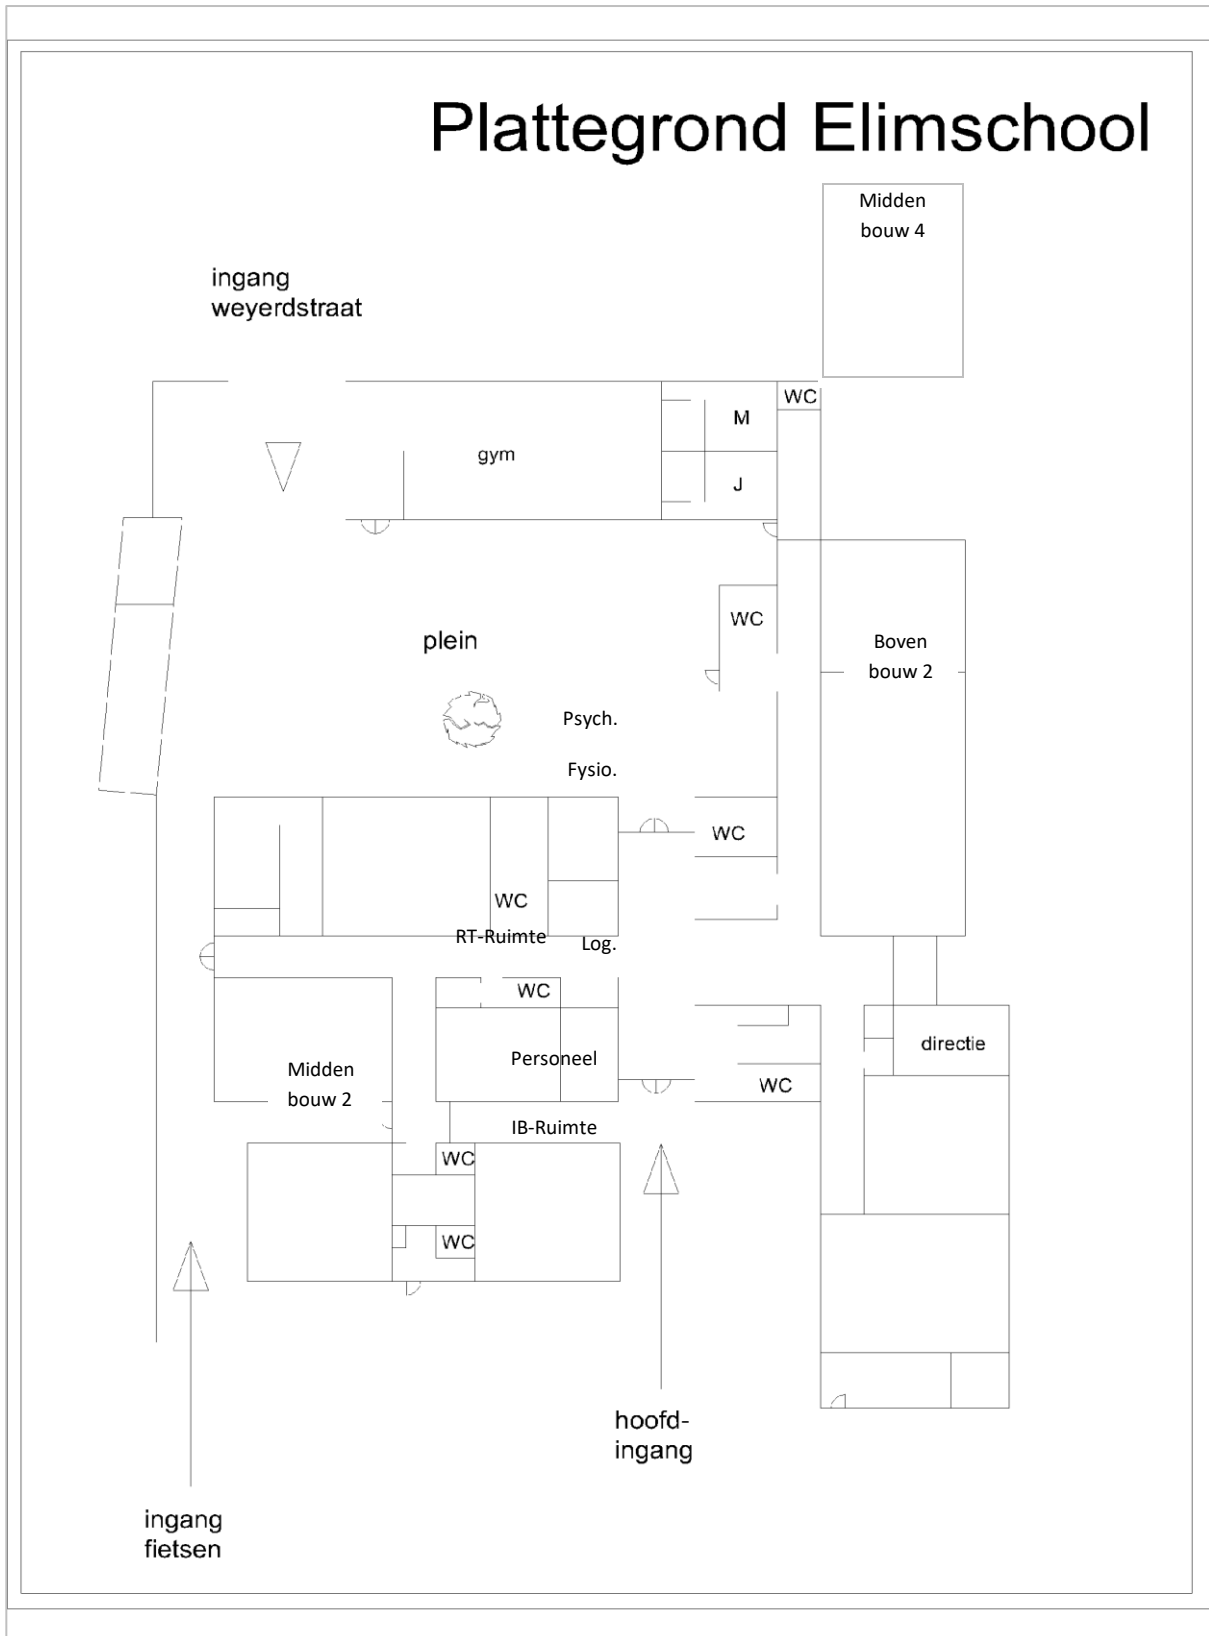 Plattegrond Elimschool
Midden
bouw 4
ingang
weyerdstraat
WC
M
gym
J
WC
plein
Boven
bouw 2
Psych.
Fysio.
WC
WC
RT-Ruimte
Log.
WC
directie
Personeel
Midden
bouw 2
WC
IB-Ruimte
WC
WC
hoofd-
ingang
ingang
fietsen